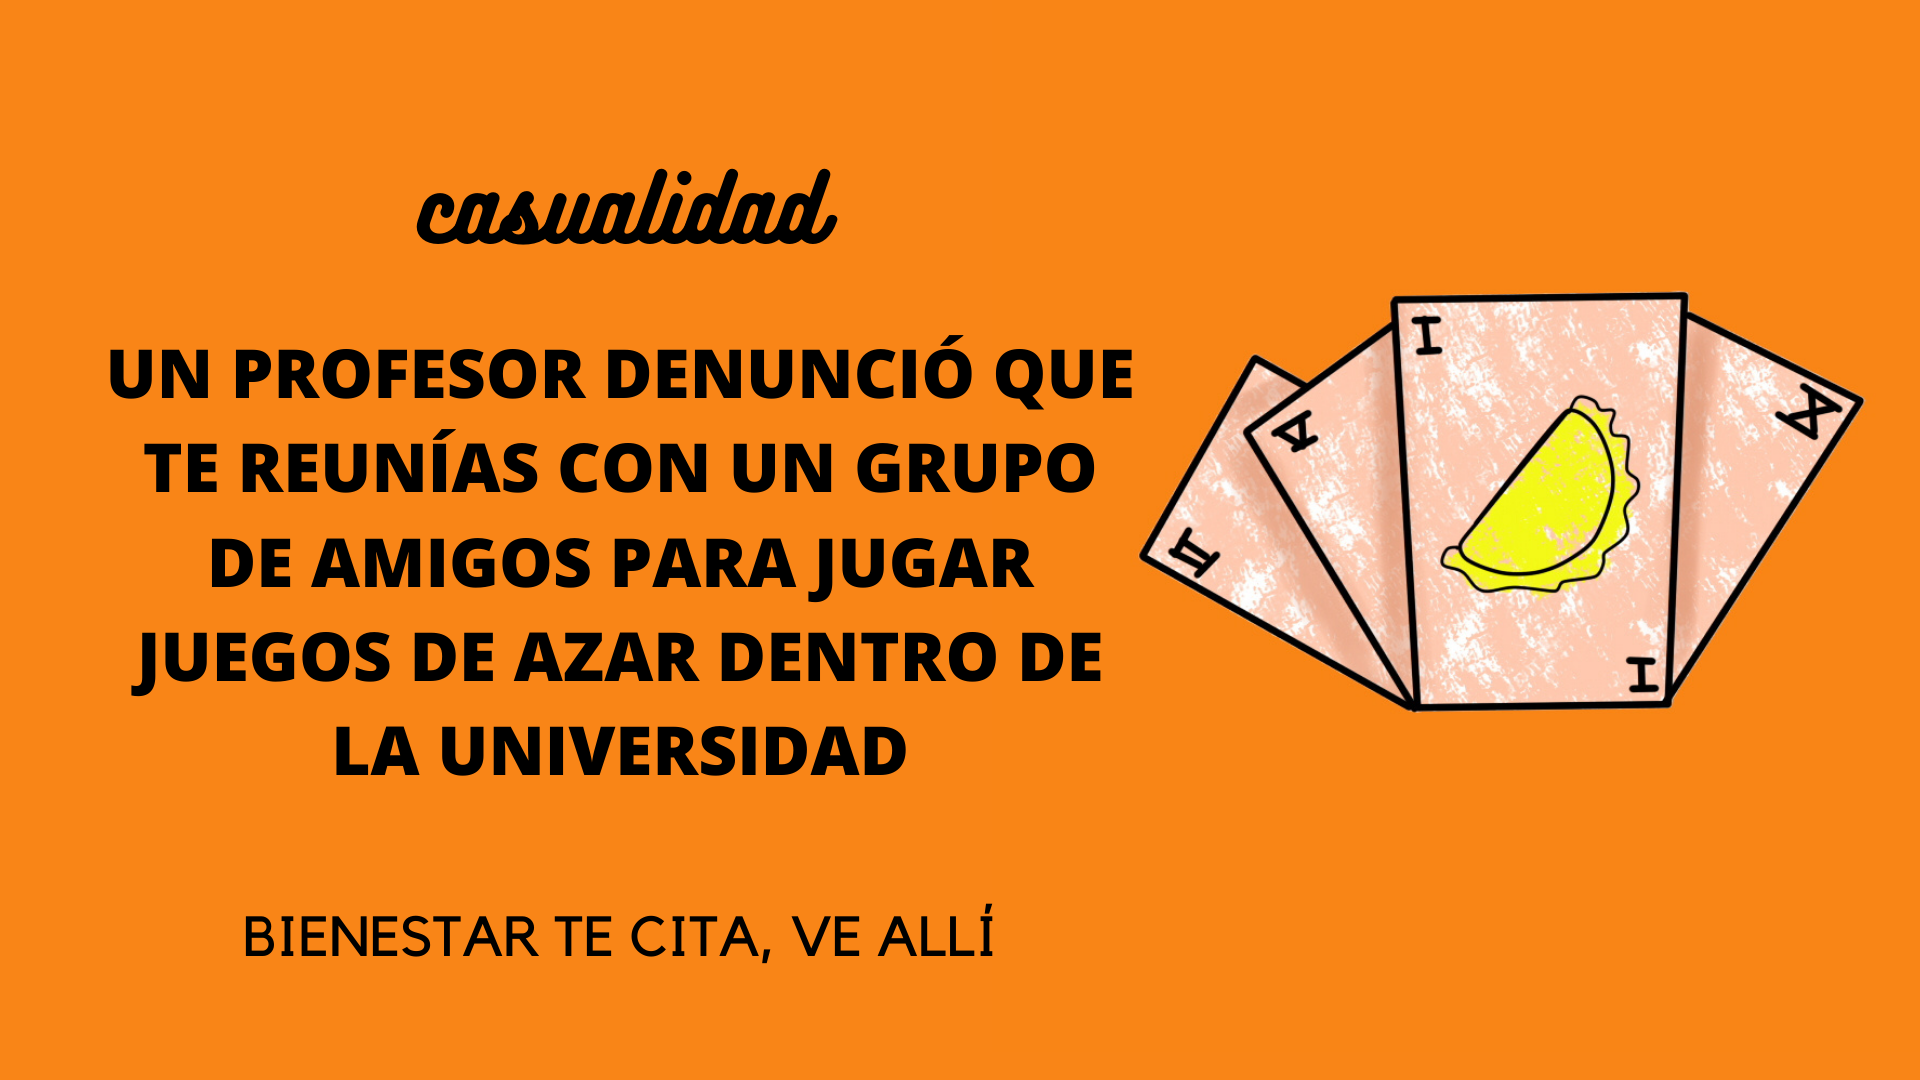 casualidad
UN PROFESOR DENUNCIÓ QUE
TE REUNÍAS CON UN GRUPO
DE AMIGOS PARA JUGAR
JUEGOS DE AZAR DENTRO DE
LA UNIVERSIDAD
BIENESTAR TE CITA, VE ALLÍ
I
A
II
I